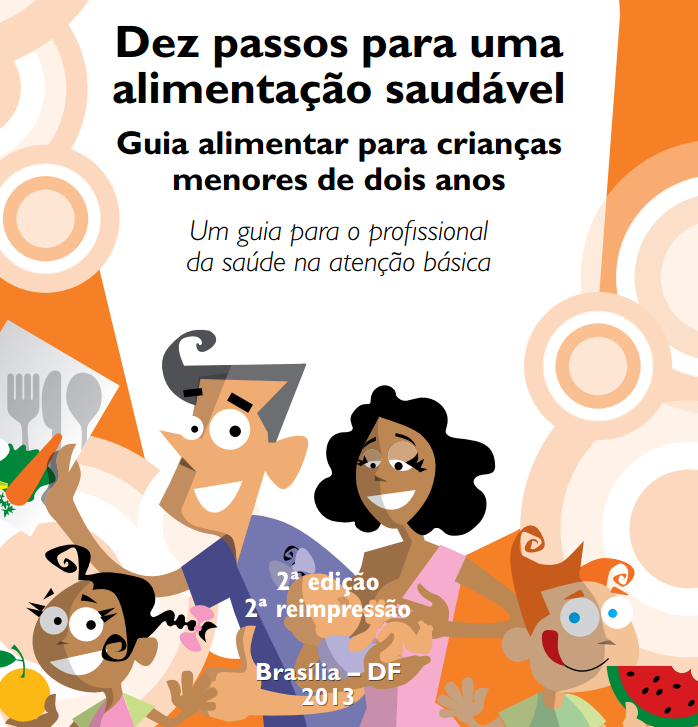 Dez passos para uma
alimentação saudável
Guia alimentar para crianças
menores de dois anos
Um guia para o profissional
da saúde na atenção básica
2ª edição
2ª reimpressão
Brasília – DF
2013